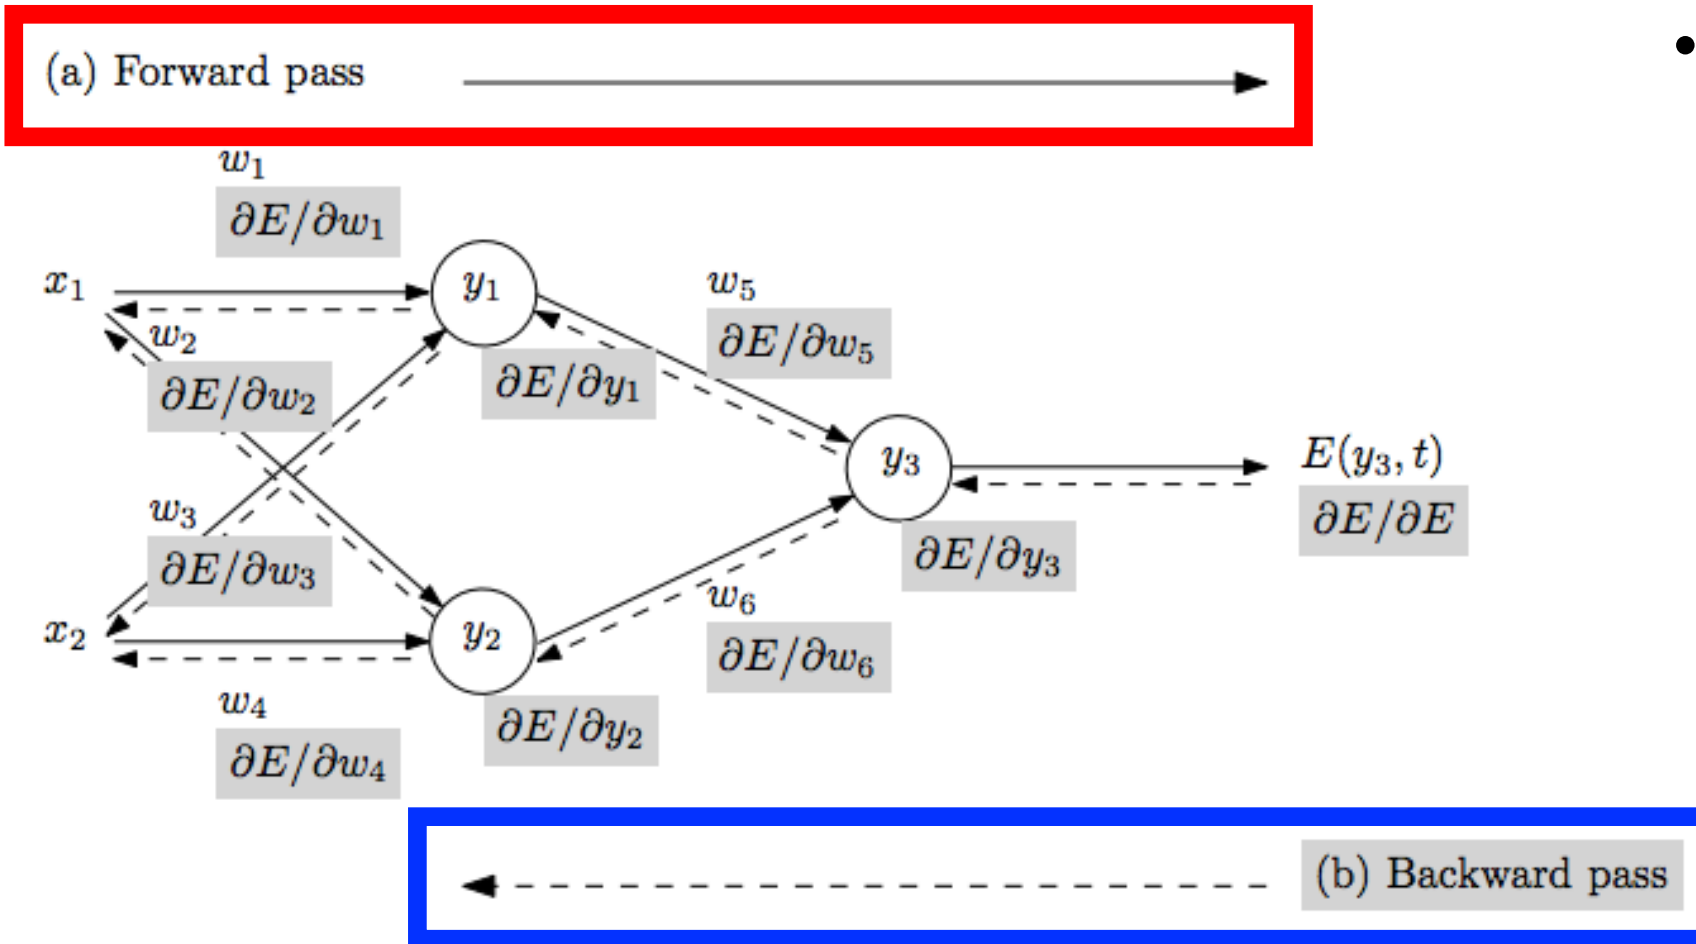 (a) Forward pass
•
w₁
∂E/∂w₁
x₁
y₁
w₅
∂E/∂w₅
w₂
∂E/∂w₂
∂E/∂y₁
y₃
E(y₃, t)
∂E/∂E
w₃
∂E/∂w₃
∂E/∂y₃
x₂
y₂
w₆
∂E/∂w₆
w₄
∂E/∂w₄
∂E/∂y₂
(b) Backward pass